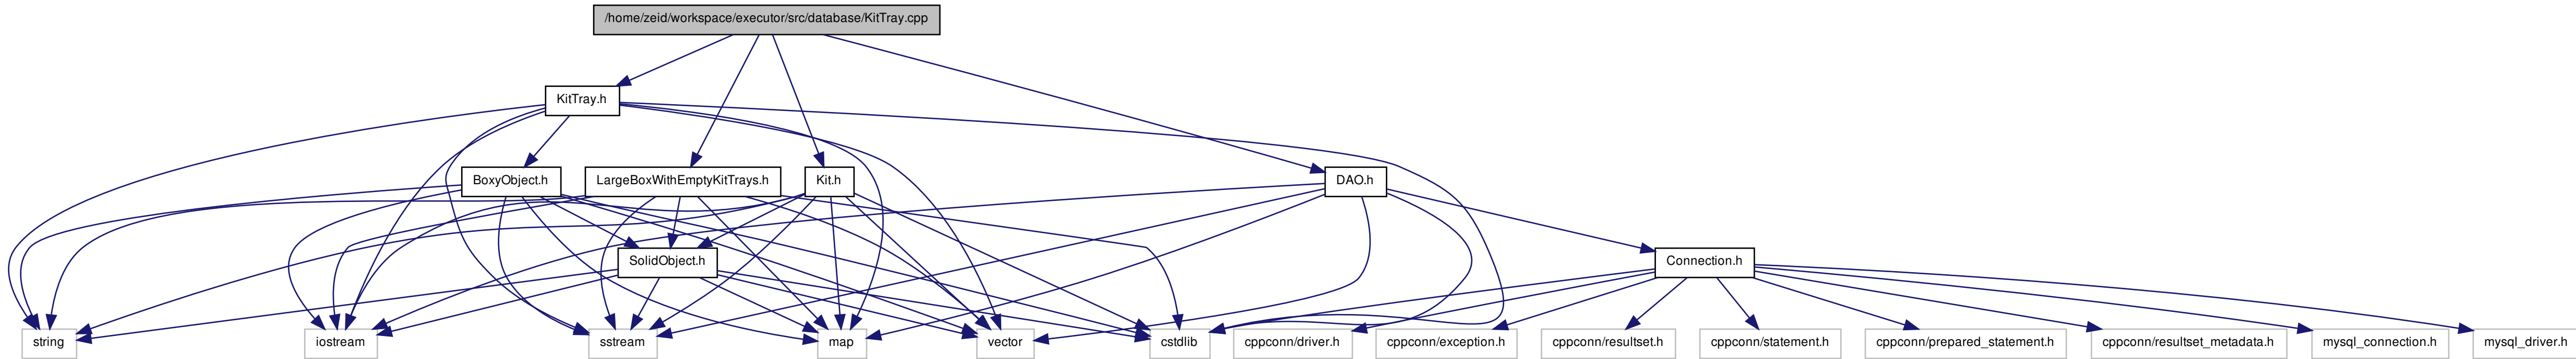 /home/zeid/workspace/executor/src/database/KitTray.cpp
KitTray.h
BoxyObject.h
LargeBoxWithEmptyKitTrays.h
Kit.h
DAO.h
SolidObject.h
Connection.h
string
iostream
sstream
map
vector
cstdlib
cppconn/driver.h
cppconn/exception.h
cppconn/resultset.h
cppconn/statement.h
cppconn/prepared_statement.h
cppconn/resultset_metadata.h
mysql_connection.h
mysql_driver.h